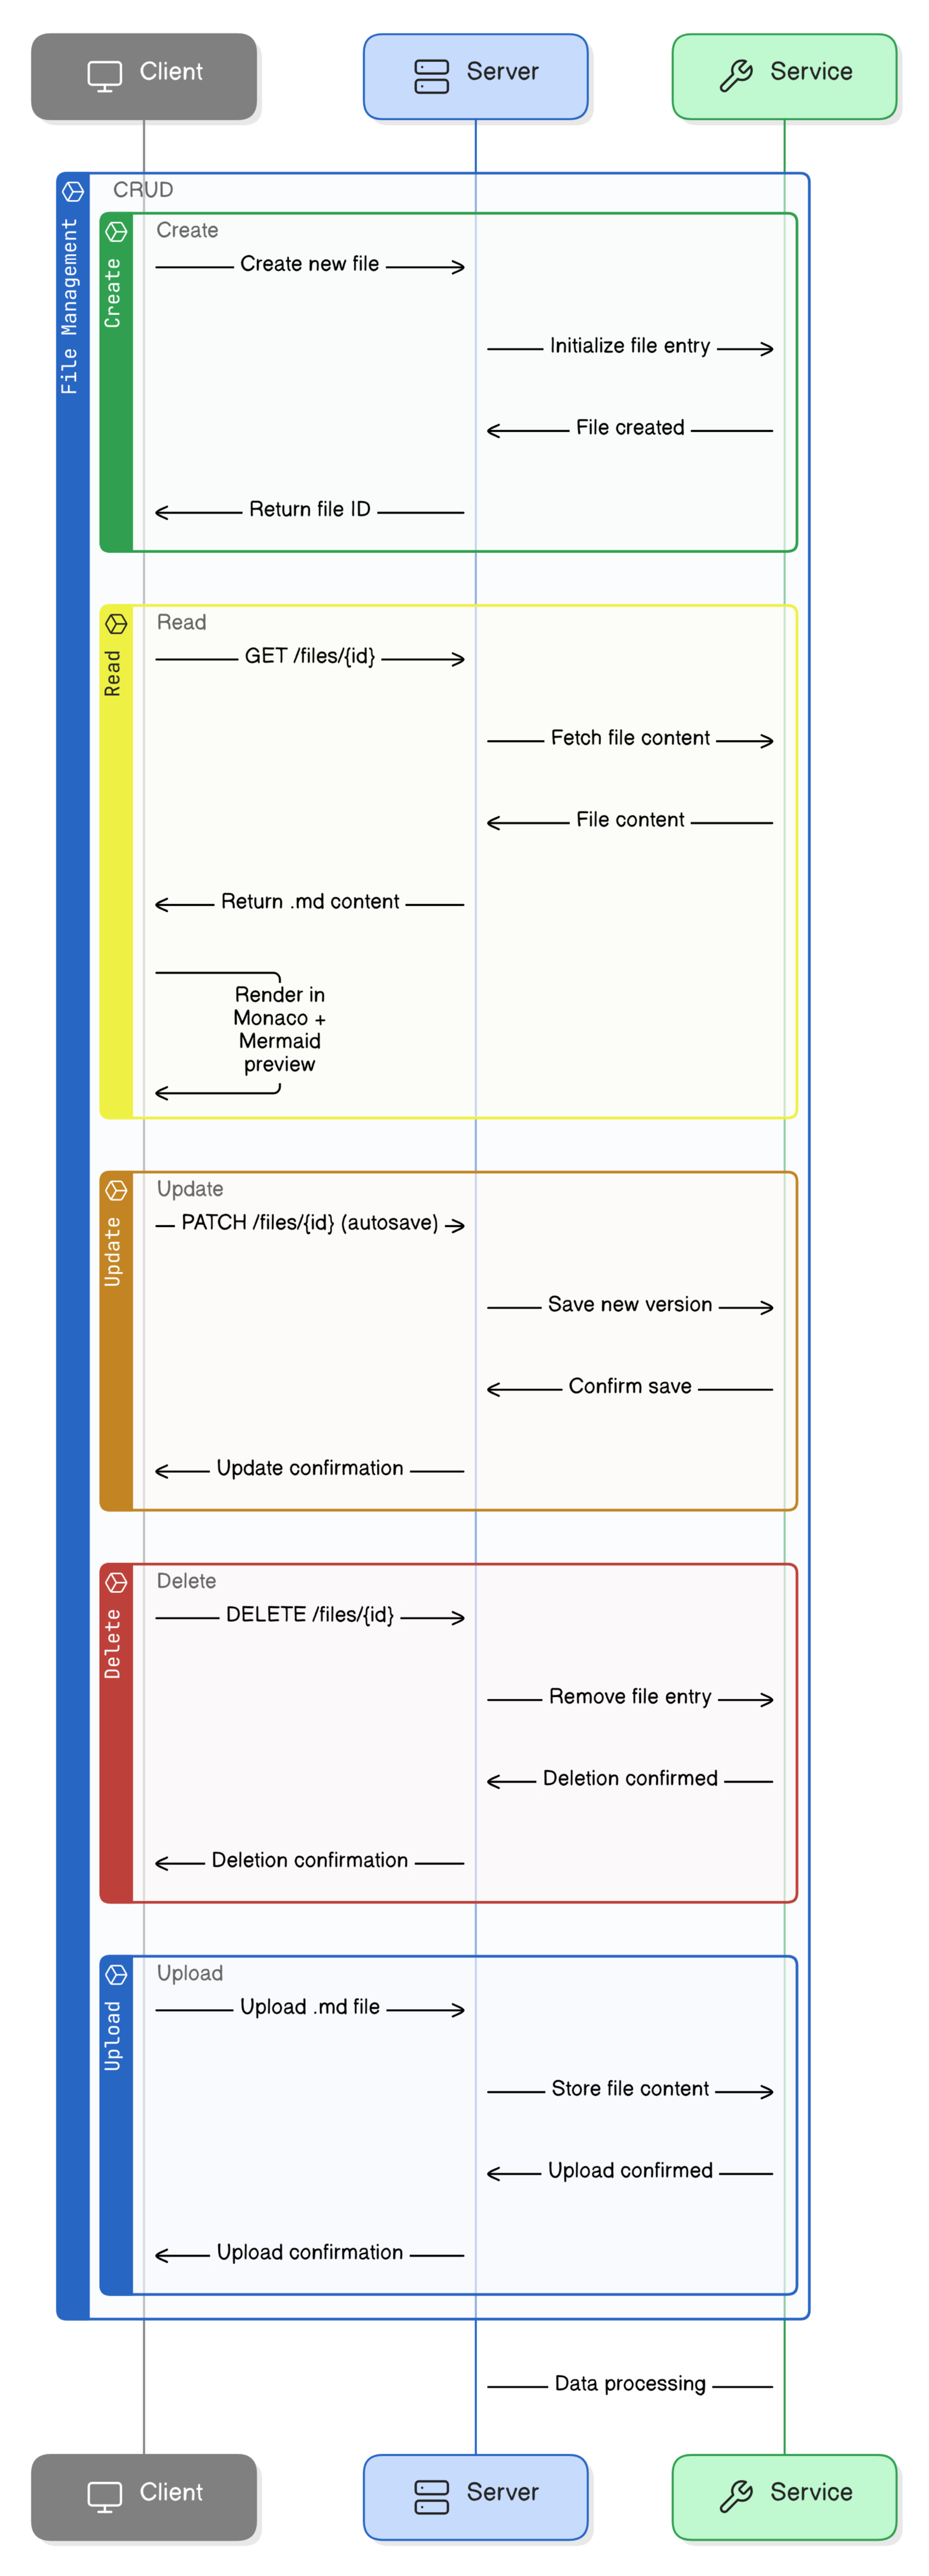 Client
Server
Service
File Management
CRUD
Create
Create
Create new file
Initialize file entry
File created
Return file ID
Read
Read
GET /files/{id}
Fetch file content
File content
Return .md content
Render in
Monaco +
Mermaid
preview
Update
Update
PATCH /files/{id} (autosave)
Save new version
Confirm save
Update confirmation
Delete
Delete
DELETE /files/{id}
Remove file entry
Deletion confirmed
Deletion confirmation
Upload
Upload
Upload .md file
Store file content
Upload confirmed
Upload confirmation
Data processing
Client
Server
Service